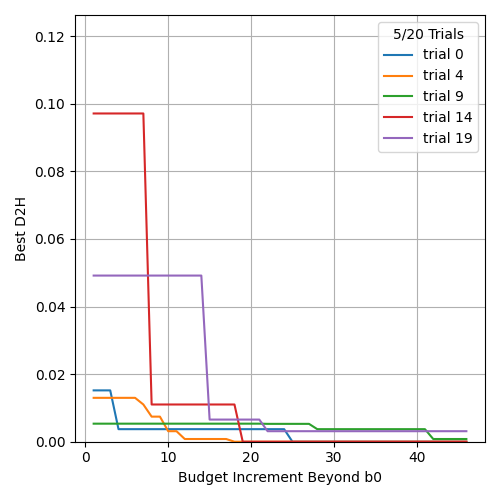 5/20 Trials
trial 0
trial 4
trial 9
trial 14
trial 19
0.12
0.10
0.08
0.06
0.04
0.02
0.00
Best D2H
0 10 20 30 40
Budget Increment Beyond b0